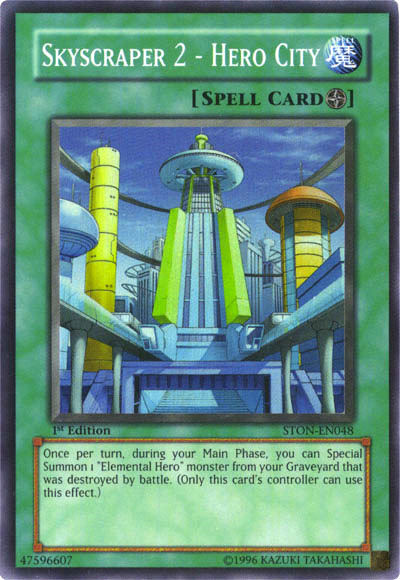 SKYSCRAPER 2 - HERO CITY 魔
[SPELL CARD]
1st Edition STON-EN048
Once per turn, during your Main Phase, you can Special
Summon 1 "Elemental Hero" monster from your Graveyard that
was destroyed by battle. (Only this card's controller can use
this effect.)
47596607 ©1996 KAZUKI TAKAHASHI